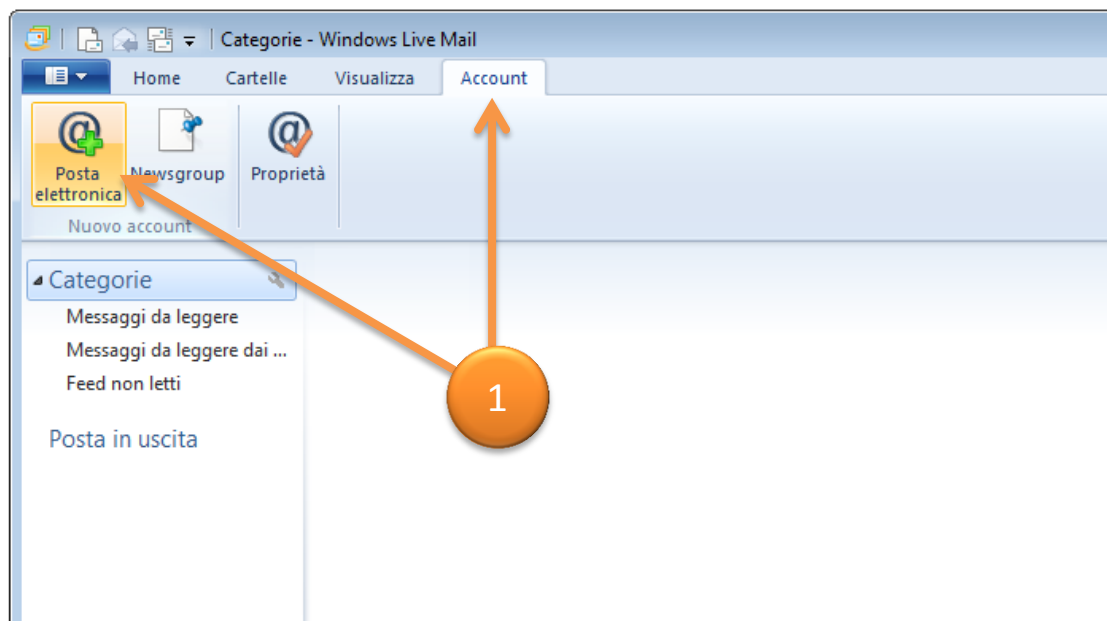 Categorie - Windows Live Mail
Home Cartelle Visualizza Account
Posta elettronica
Newsgroup
Proprietà
Nuovo account
Categorie
Messaggi da leggere
Messaggi da leggere dai ...
Feed non letti
Posta in uscita
1